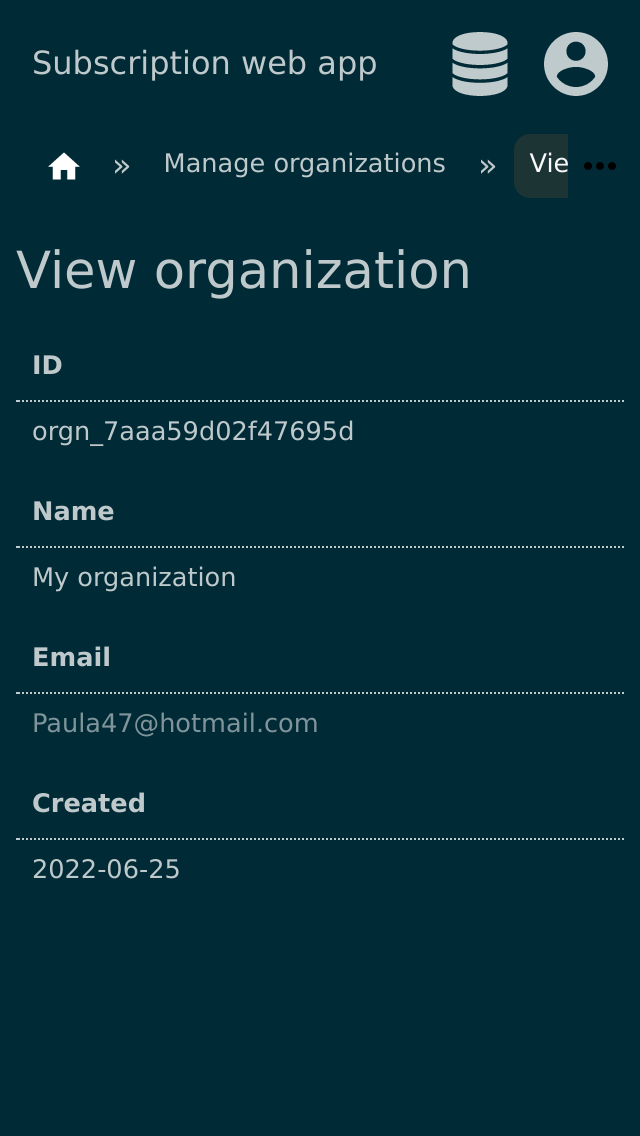 Subscription web app
» Manage organizations » Vie •••
View organization
ID
orgn_7aaa59d02f47695d
Name
My organization
Email
Paula47@hotmail.com
Created
2022-06-25